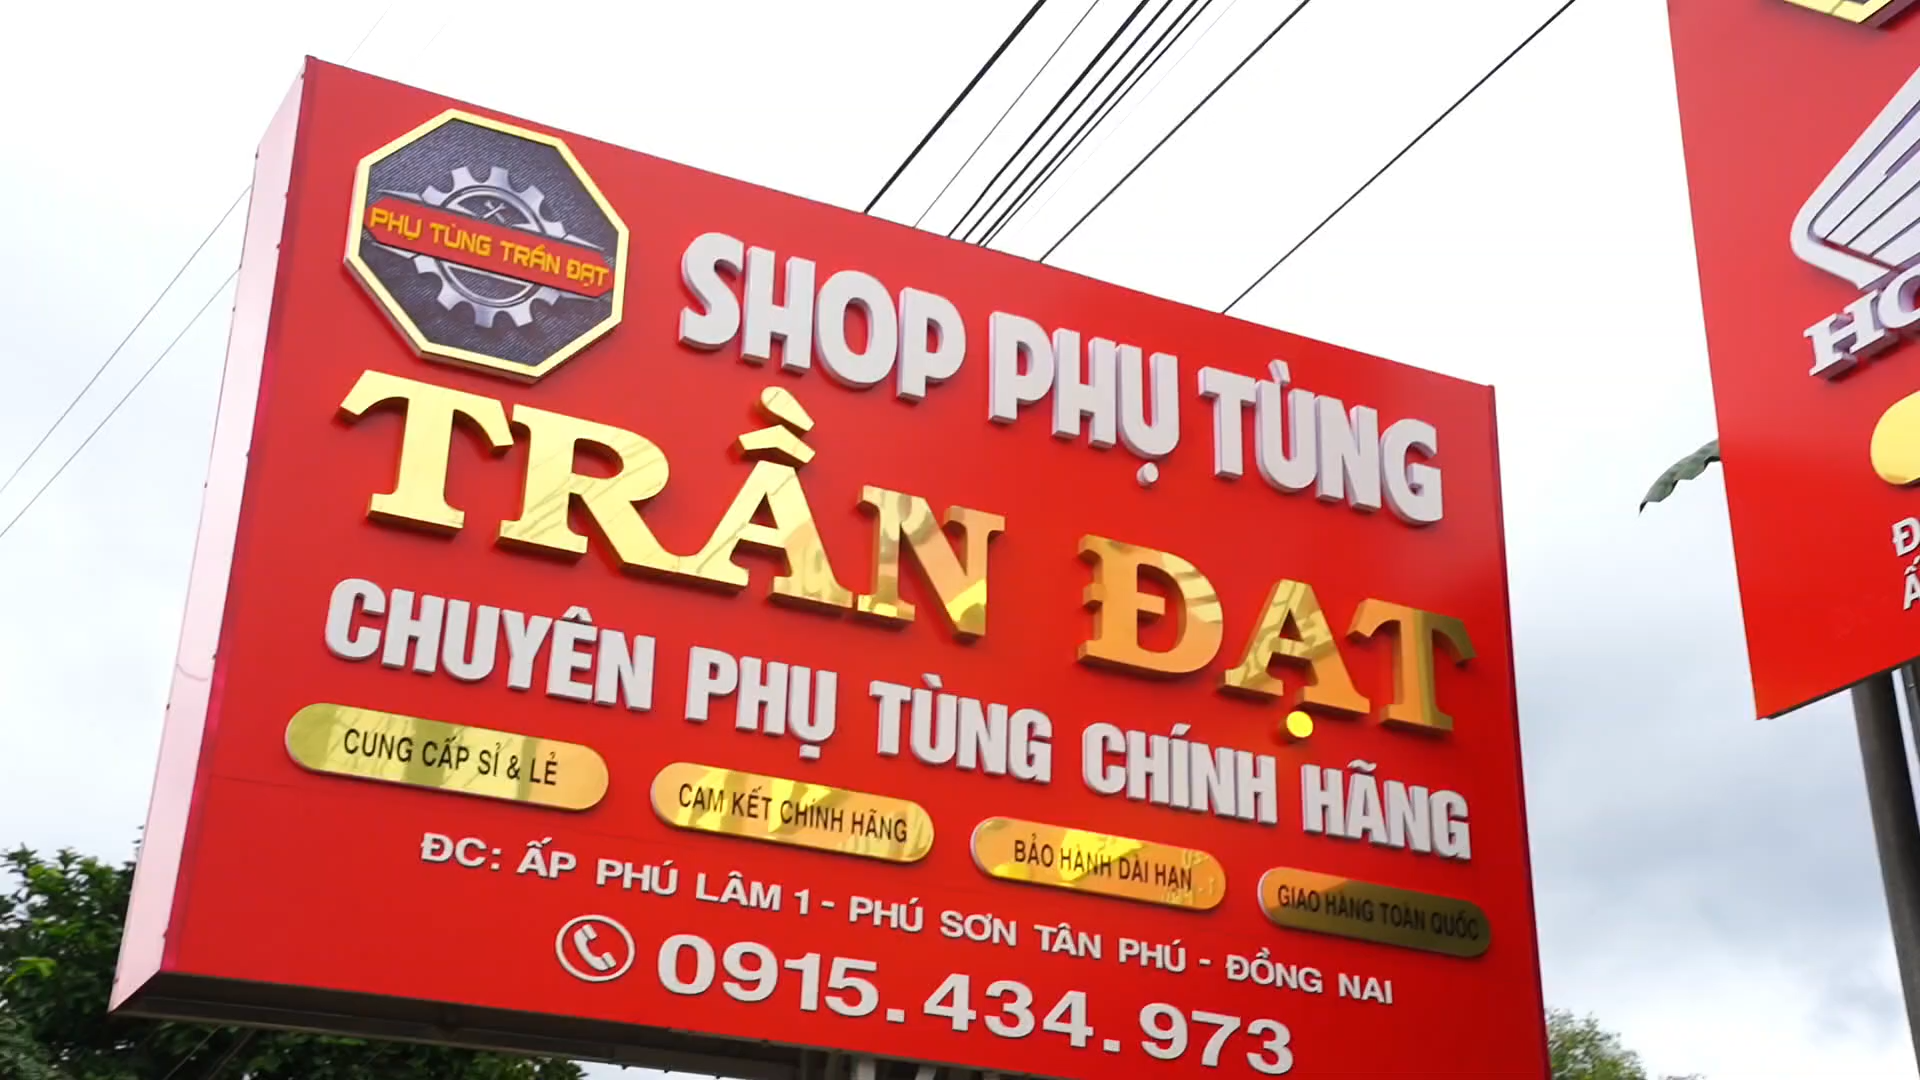 PHỤ TÙNG TRẦN ĐẠT
SHOP PHỤ TÙNG
TRẦN ĐẠT
CHUYÊN PHỤ TÙNG CHÍNH HÃNG
CUNG CẤP SỈ & LẺ
CAM KẾT CHÍNH HÃNG
BẢO HÀNH DÀI HẠN
GIAO HÀNG TOÀN QUỐC
ĐC: ẤP PHÚ LÂM 1 - PHÚ SƠN TÂN PHÚ - ĐỒNG NAI
0915.434.973